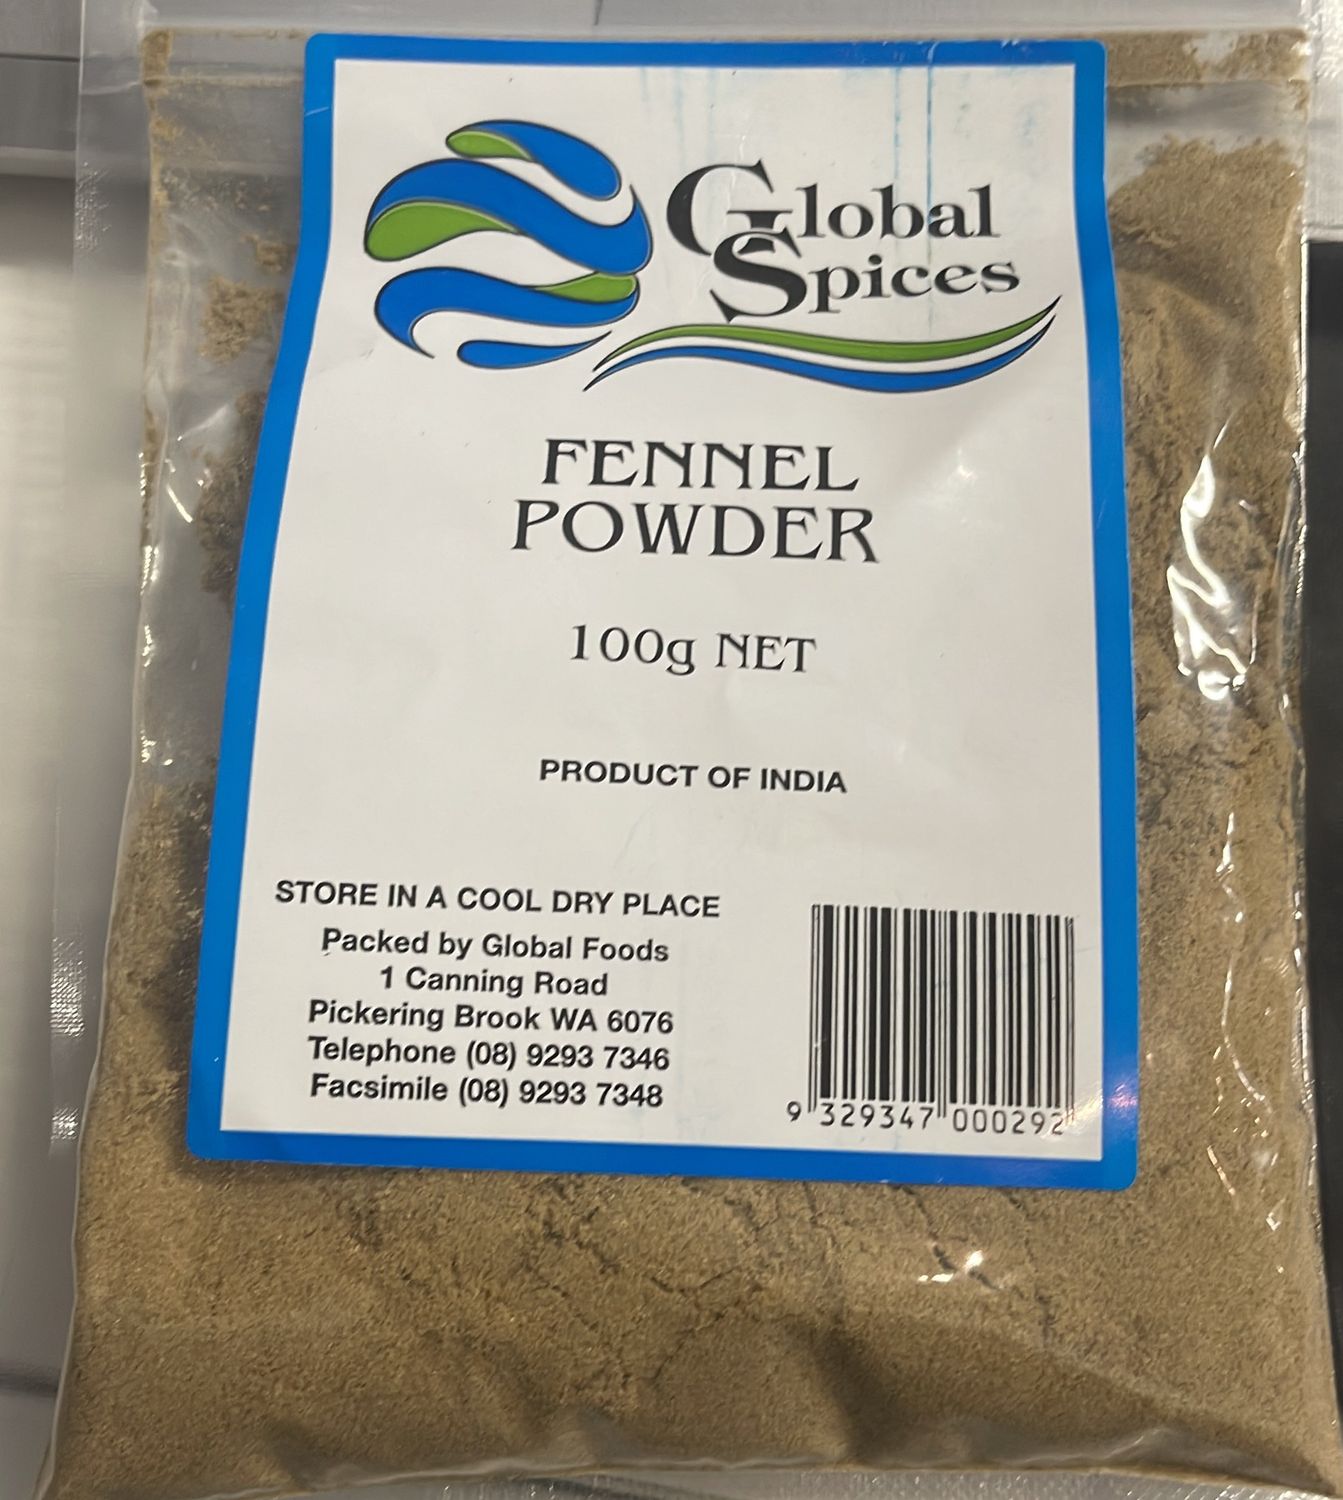 Global
Spices
FENNEL
POWDER
100g NET
PRODUCT OF INDIA
STORE IN A COOL DRY PLACE
Packed by Global Foods
1 Canning Road
Pickering Brook WA 6076
Telephone (08) 9293 7346
Facsimile (08) 9293 7348
9 329347 000292